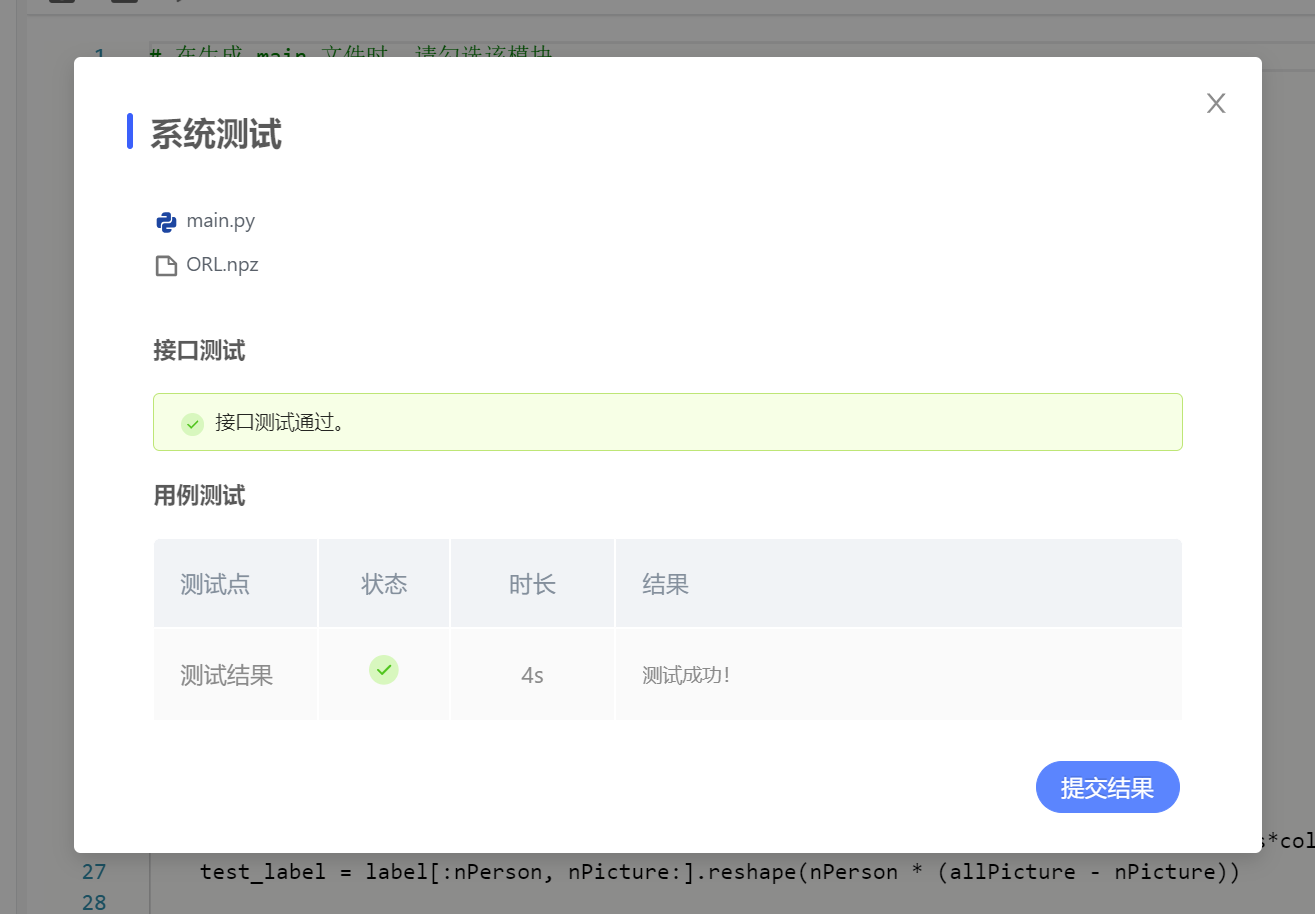 1 # 在生成 main 文件时, 请勾选该模块
系统测试
X
main.py
ORL.npz
接口测试
接口测试通过。
用例测试
测试点 状态 时长 结果
测试结果 4s 测试成功！
提交结果
s*col
27 test_label = label[:nPerson, nPicture:].reshape(nPerson * (allPicture - nPicture))
28